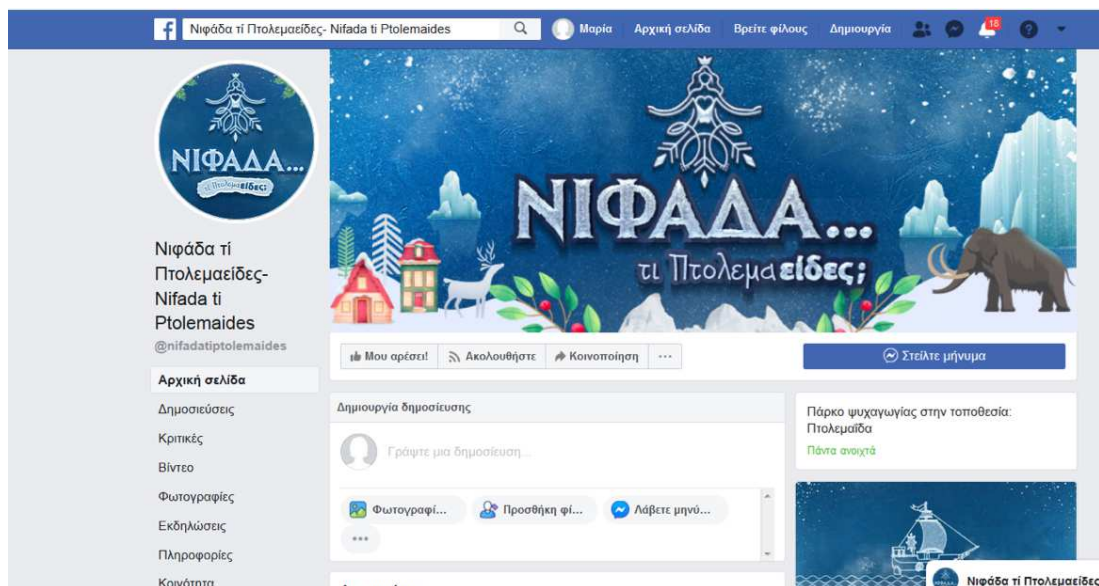 Νιφάδα τί Πτολεμαείδες- Nifada ti Ptolemaides
Μαρία Αρχική σελίδα Βρείτε φίλους Δημιουργία 18
ΝΙΦΑΔΑ...
τι Πτολεμαείδες;
ΝΙΦΑΔΑ...
τι Πτολεμαείδες;
Νιφάδα τί
Πτολεμαείδες-
Nifada ti
Ptolemaides
@nifadatiptolemaides
Μου αρέσει! Ακολουθήστε Κοινοποίηση ...
Στείλτε μήνυμα
Αρχική σελίδα
Δημοσιεύσεις
Κριτικές
Βίντεο
Φωτογραφίες
Εκδηλώσεις
Πληροφορίες
Κοινότητα
Δημιουργία δημοσίευσης
Γράψτε μια δημοσίευση...
Φωτογραφί... Προσθήκη φί... Λάβετε μηνύ...
Πάρκο ψυχαγωγίας στην τοποθεσία:
Πτολεμαΐδα
Πάντα ανοιχτά
Νιφάδα τί Πτολεμαείδες